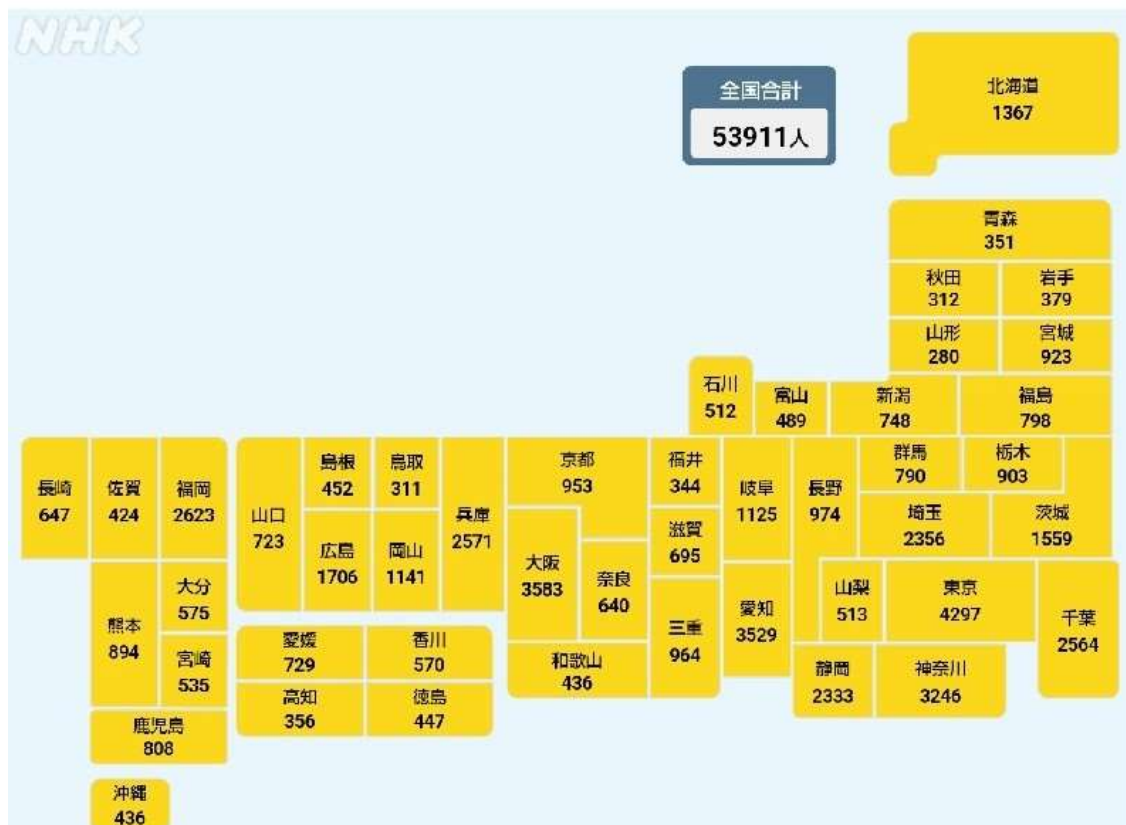 NHK
全国合計
53911人
北海道
1367
青森
351
秋田
312
岩手
379
山形
280
宮城
923
石川
512
富山
489
新潟
748
福島
798
長崎
647
佐賀
424
福岡
2623
山口
723
島根
452
鳥取
311
兵庫
2571
京都
953
福井
344
岐阜
1125
長野
974
群馬
790
栃木
903
埼玉
2356
茨城
1559
広島
1706
岡山
1141
大阪
3583
滋賀
695
奈良
640
大分
575
熊本
894
宮崎
535
三重
964
愛知
3529
山梨
513
東京
4297
千葉
2564
愛媛
729
香川
570
和歌山
436
静岡
2333
神奈川
3246
高知
356
徳島
447
鹿児島
808
沖縄
436